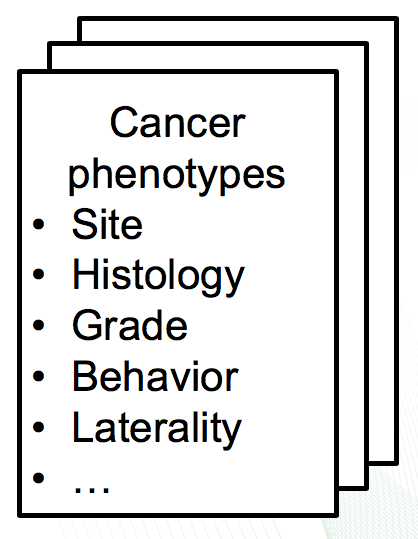 Cancer
phenotypes
• Site
• Histology
• Grade
• Behavior
• Laterality
• …